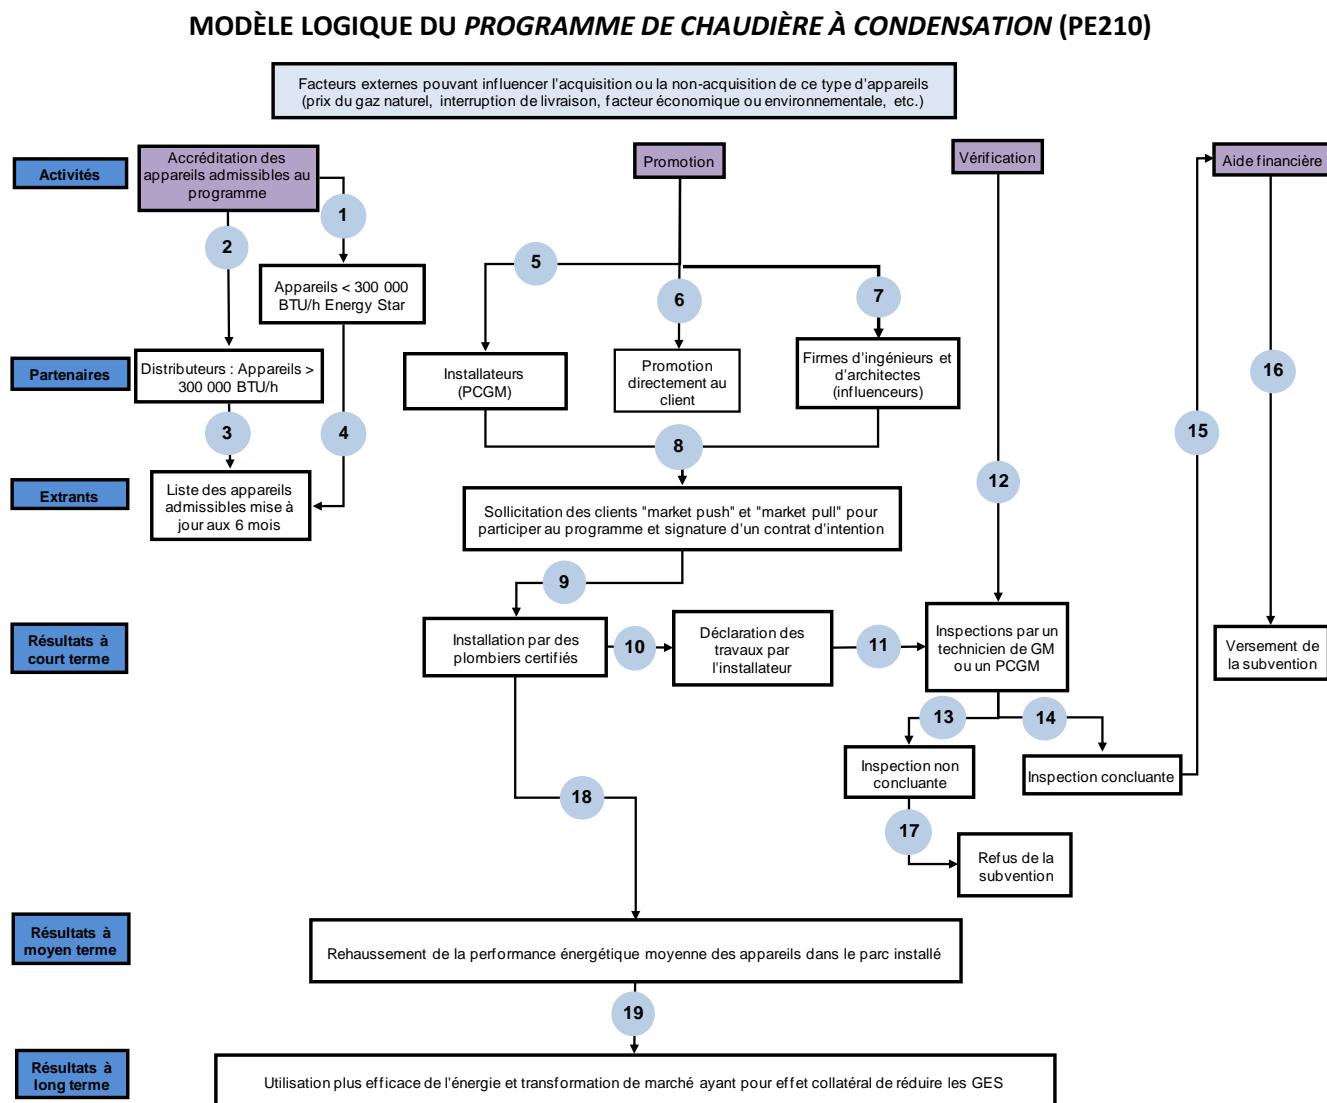 MODÈLE LOGIQUE DU PROGRAMME DE CHAUDIÈRE À CONDENSATION (PE210)
Facteurs externes pouvant influencer l'acquisition ou la non-acquisition de ce type d'appareils
(prix du gaz naturel, interruption de livraison, facteur économique ou environnementale, etc.)
Activités
Accréditation des
appareils admissibles au
programme
Promotion
Vérification
Aide financière
1
2
5
6
7
Appareils < 300 000
BTU/h Energy Star
Partenaires
Distributeurs : Appareils >
300 000 BTU/h
Installateurs
(PCGM)
Promotion
directement au
client
Firmes d'ingénieurs et
d'architectes
(influenceurs)
16
3
4
8
15
12
Extrants
Liste des appareils
admissibles mise à
jour aux 6 mois
Sollicitation des clients "market push" et "market pull" pour
participer au programme et signature d'un contrat d'intention
9
Résultats à
court terme
Installation par des
plombiers certifiés
10
Déclaration des
travaux par
l'installateur
11
Inspections par un
technicien de GM
ou un PCGM
Versement de
la subvention
13
14
Inspection non
concluante
Inspection concluante
18
17
Refus de la
subvention
Résultats à
moyen terme
Rehaussement de la performance énergétique moyenne des appareils dans le parc installé
19
Résultats à
long terme
Utilisation plus efficace de l'énergie et transformation de marché ayant pour effet collatéral de réduire les GES